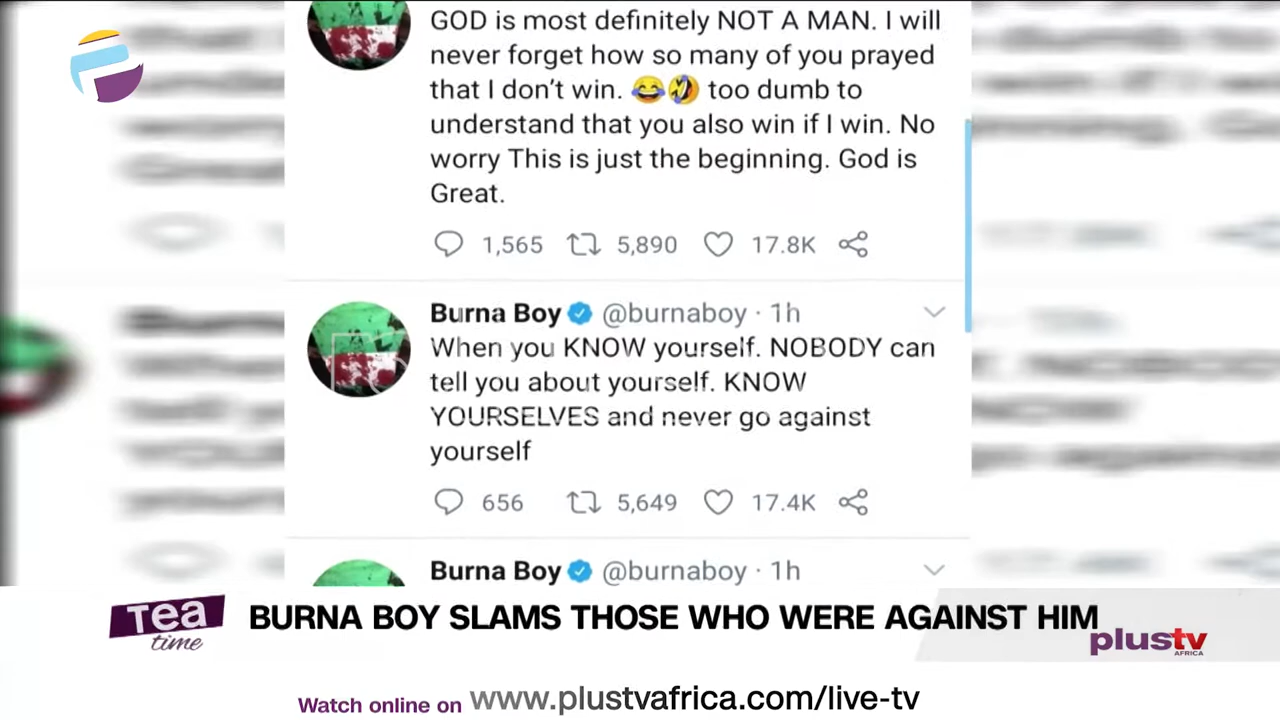 GOD is most definitely NOT A MAN. I will
never forget how so many of you prayed
that I don't win. 😂🤣 too dumb to
understand that you also win if I win. No
worry This is just the beginning. God is
Great.
1,565 5,890 17.8K
Burna Boy @burnaboy · 1h
When you KNOW yourself. NOBODY can
tell you about yourself. KNOW
YOURSELVES and never go against
yourself
656 5,649 17.4K
Burna Boy @burnaboy · 1h
Tea
time
BURNA BOY SLAMS THOSE WHO WERE AGAINST HIM
plustv
AFRICA
Watch online on www.plustvafrica.com/live-tv